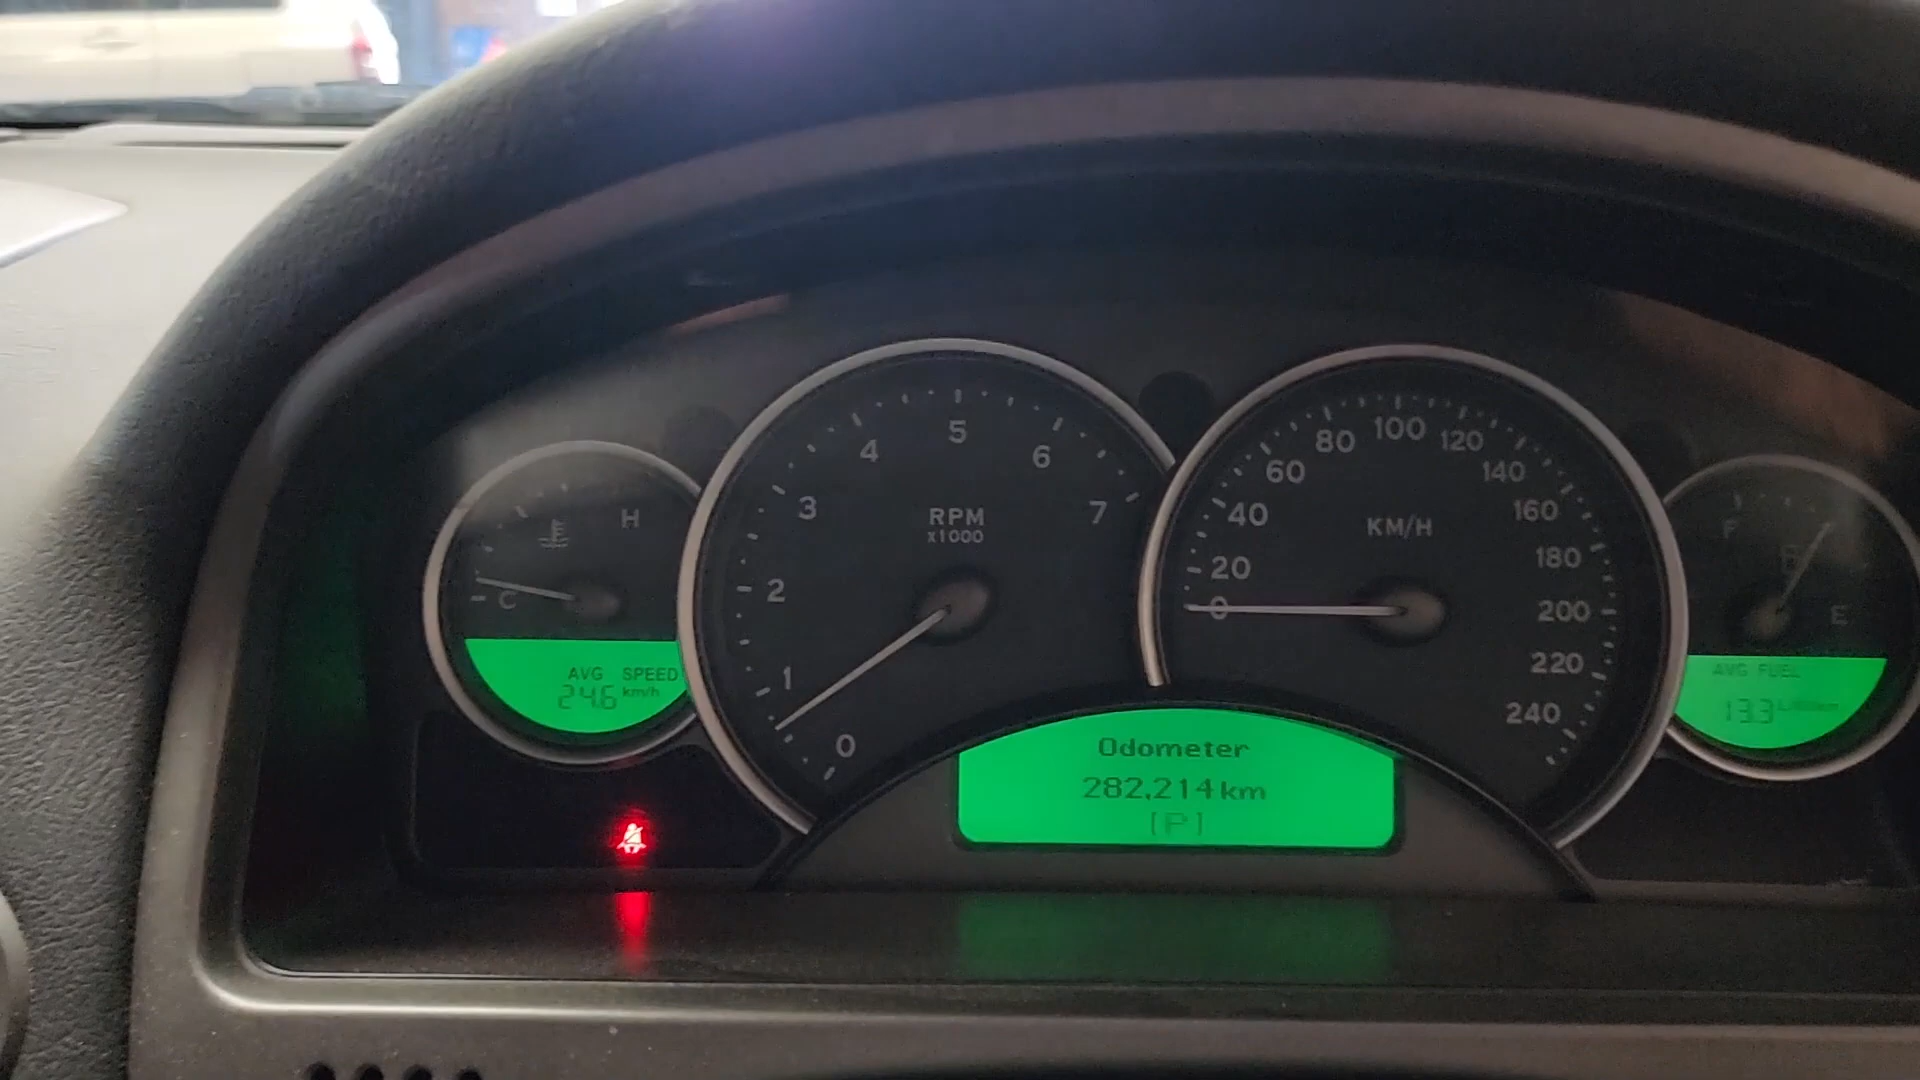 H
C
AVG SPEED
24.6 km/h
0
1
2
3
4
5
6
7
RPM
x1000
0
20
40
60
80
100
120
140
160
180
200
220
240
KM/H
Odometer
282,214 km
[P]
F
E
AVG FUEL
13.3